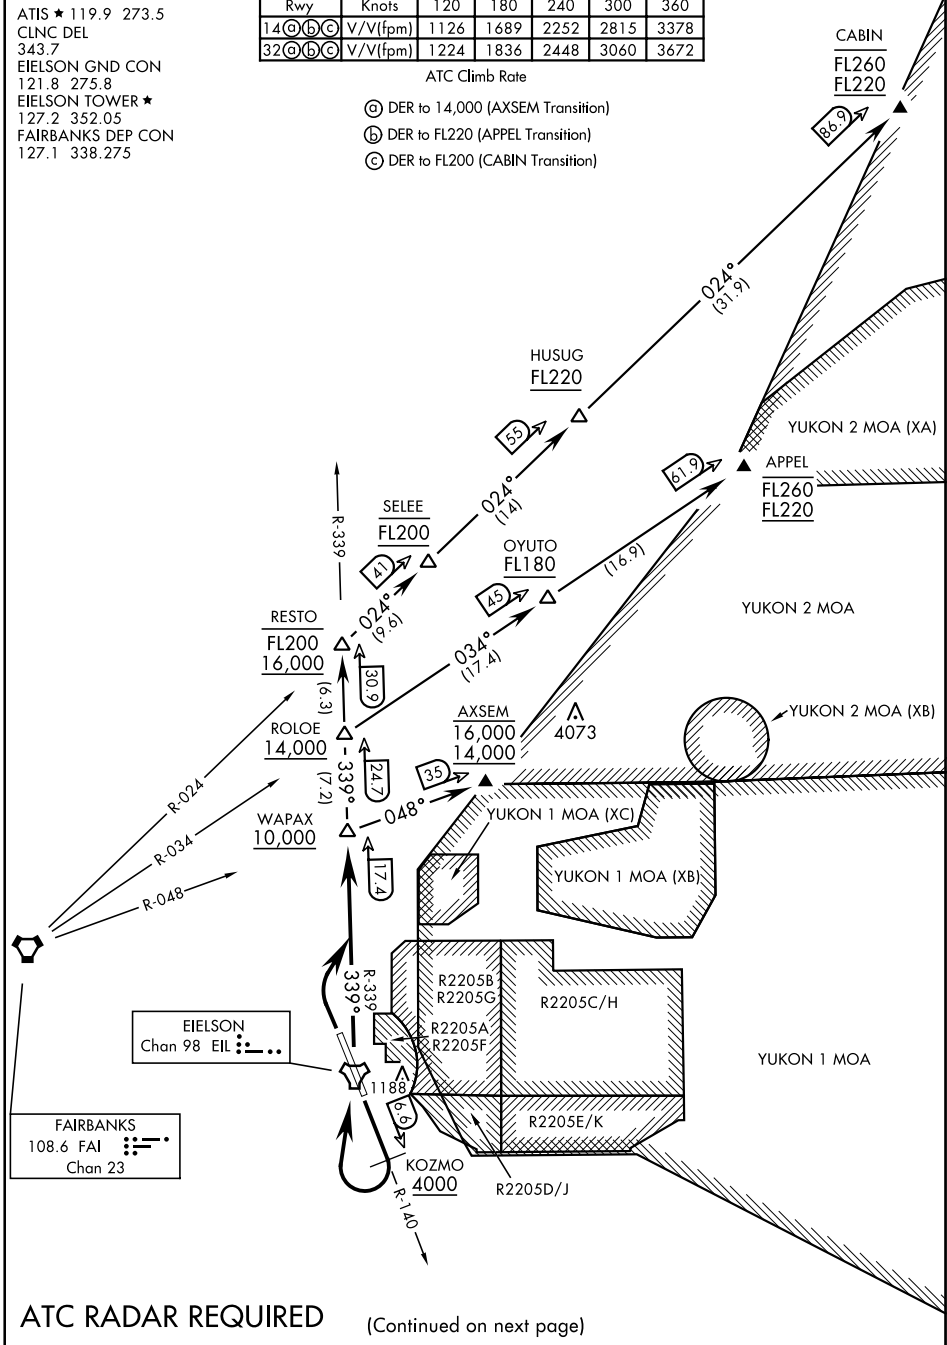 ATIS ★ 119.9 273.5
CLNC DEL
343.7
EIELSON GND CON
121.8 275.8
EIELSON TOWER ★
127.2 352.05
FAIRBANKS DEP CON
127.1 338.275
Rwy Knots 120 180 240 300 360
14 ⓐ ⓑ ⓒ V/V(fpm) 1126 1689 2252 2815 3378
32 ⓐ ⓑ ⓒ V/V(fpm) 1224 1836 2448 3060 3672
ATC Climb Rate
ⓐ DER to 14,000 (AXSEM Transition)
ⓑ DER to FL220 (APPEL Transition)
ⓒ DER to FL200 (CABIN Transition)
CABIN
FL260
FL220
86.9
024°
(31.9)
HUSUG
FL220
55
YUKON 2 MOA (XA)
61.9
APPEL
FL260
FL220
024°
(14)
SELEE
FL200
R-339
41
OYUTO
FL180
(16.9)
45
024°
(9.6)
YUKON 2 MOA
RESTO
FL200
16,000
034°
(17.4)
30.9
(6.3)
AXSEM
16,000
14,000
4073
YUKON 2 MOA (XB)
ROLOE
14,000
339°
(7.2)
24.7
35
R-024
048°
WAPAX
10,000
YUKON 1 MOA (XC)
R-034
17.4
YUKON 1 MOA (XB)
R-048
R-339
339°
R2205B
R2205G
R2205C/H
EIELSON
Chan 98 EIL
R2205A
R2205F
YUKON 1 MOA
1188
6.6
R2205E/K
FAIRBANKS
108.6 FAI
Chan 23
KOZMO
4000
R2205D/J
R-140
ATC RADAR REQUIRED
(Continued on next page)